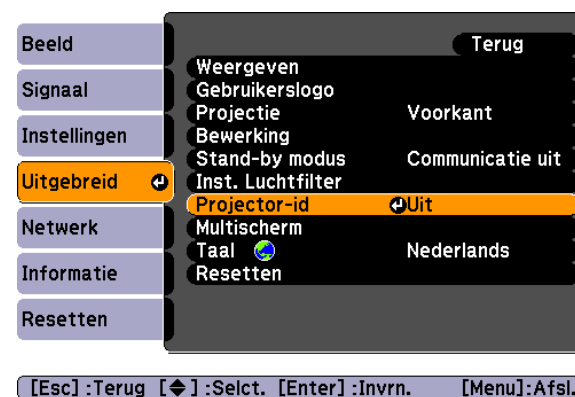 Beeld
Signaal
Instellingen
Uitgebreid
Netwerk
Informatie
Resetten
Terug
Weergeven
Gebruikerslogo
Projectie Voorkant
Bewerking
Stand-by modus Communicatie uit
Inst. Luchtfilter
Projector-id Uit
Multischerm
Taal Nederlands
Resetten
[Esc] :Terug [◆] :Selct. [Enter] :Invrn. [Menu]:Afsl.